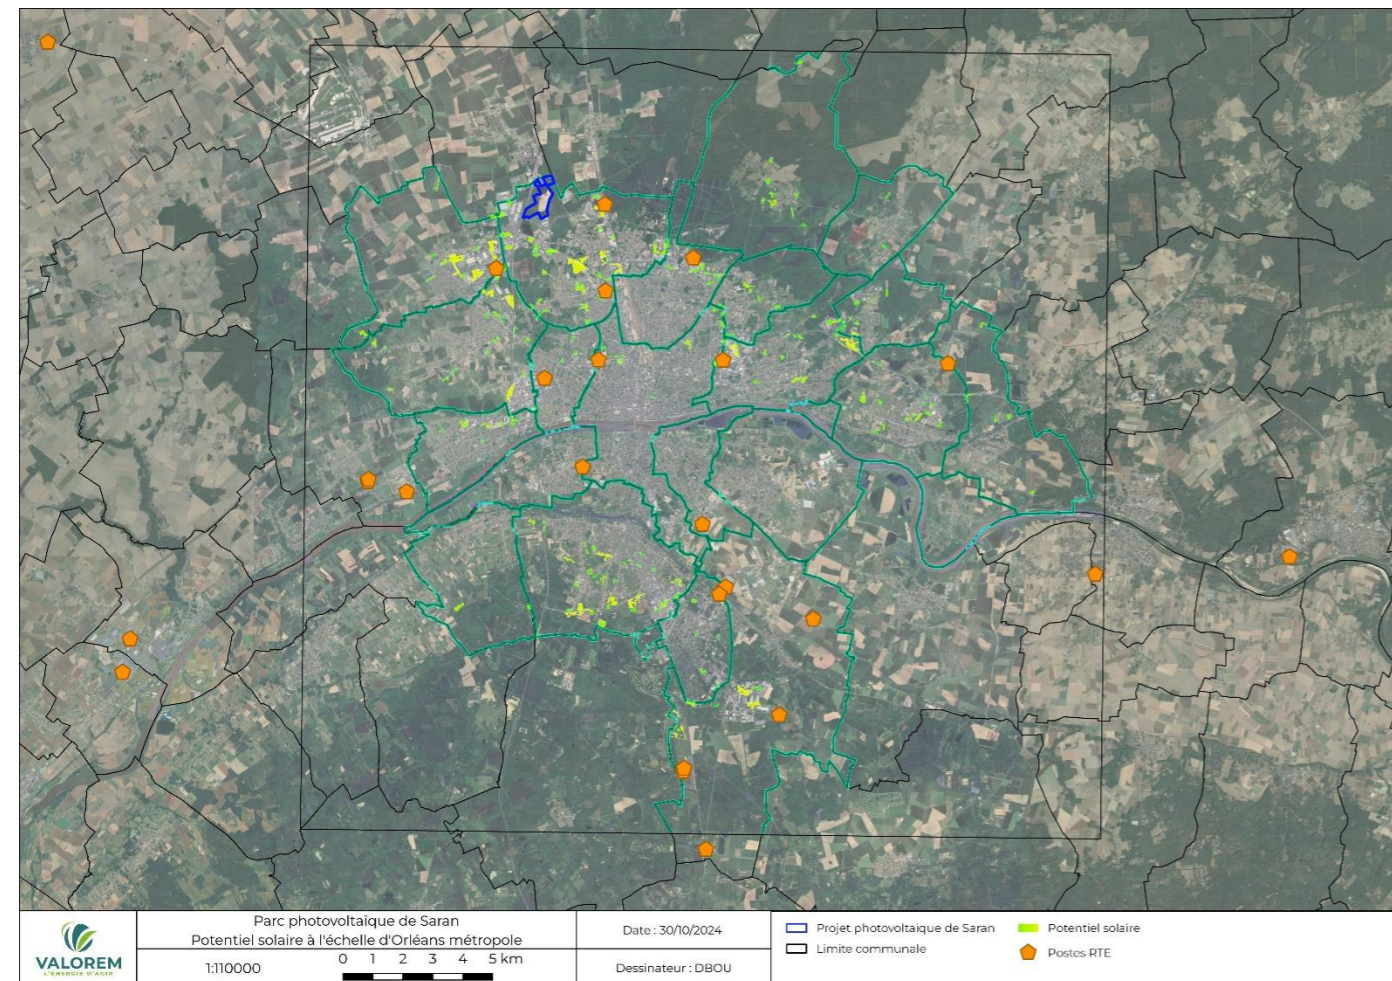 VALOREM
L'ÉNERGIE D'AGIR
Parc photovoltaïque de Saran
Potentiel solaire à l'échelle d'Orléans métropole
1:110000
0 1 2 3 4 5 km
Date : 30/10/2024
Dessinateur : DBOU
Projet photovoltaique de Saran
Limite communale
Potentiel solaire
Postes RTE